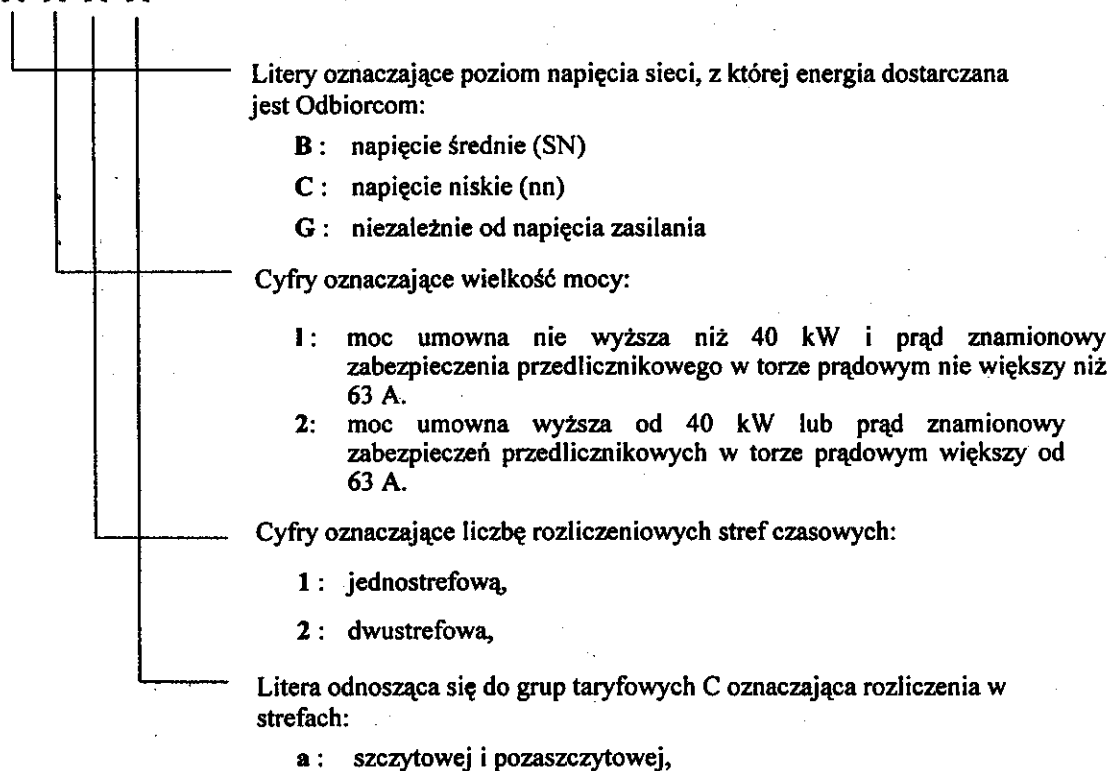 Litery oznaczające poziom napięcia sieci, z której energia dostarczana
jest Odbiorcom:
B : napięcie średnie (SN)
C : napięcie niskie (nn)
G : niezależnie od napięcia zasilania
Cyfry oznaczające wielkość mocy:
1 : moc umowna nie wyższa niż 40 kW i prąd znamionowy
zabezpieczenia przedlicznikowego w torze prądowym nie większy niż
63 A.
2: moc umowna wyższa od 40 kW lub prąd znamionowy
zabezpieczeń przedlicznikowych w torze prądowym większy od
63 A.
Cyfry oznaczające liczbę rozliczeniowych stref czasowych:
1 : jednostrefową,
2 : dwustrefowa,
Litera odnosząca się do grup taryfowych C oznaczająca rozliczenia w
strefach:
a : szczytowej i pozaszczytowej,